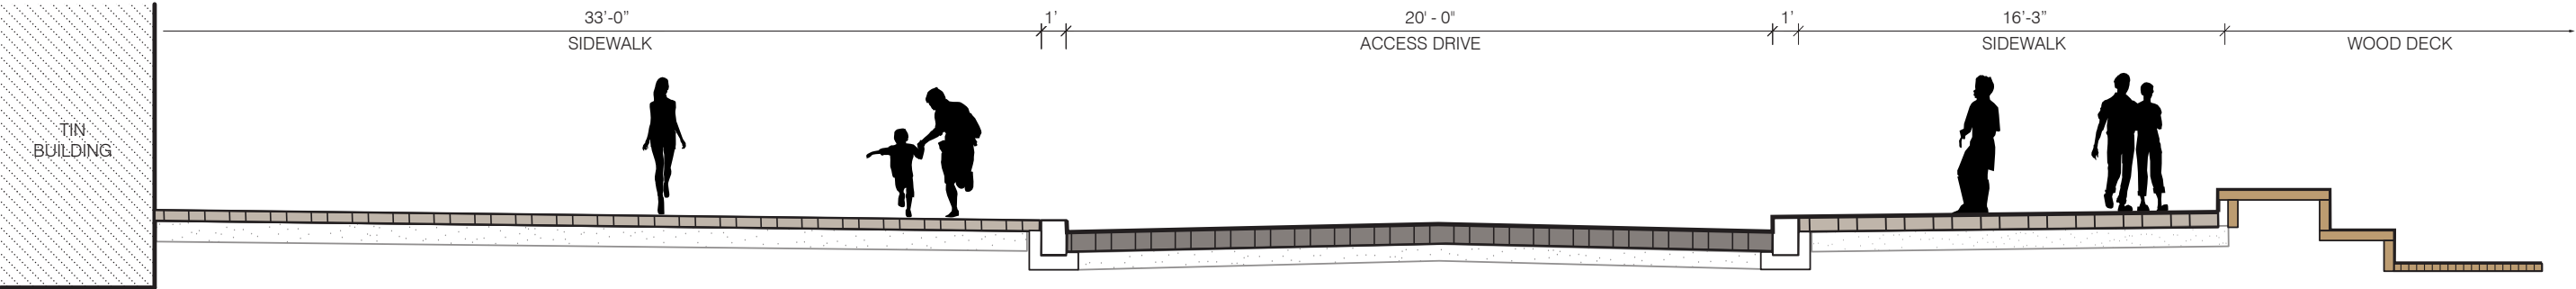 33’-0”
1’
20' - 0"
1’
16’-3”
SIDEWALK
ACCESS DRIVE
SIDEWALK
WOOD DECK
TIN
BUILDING